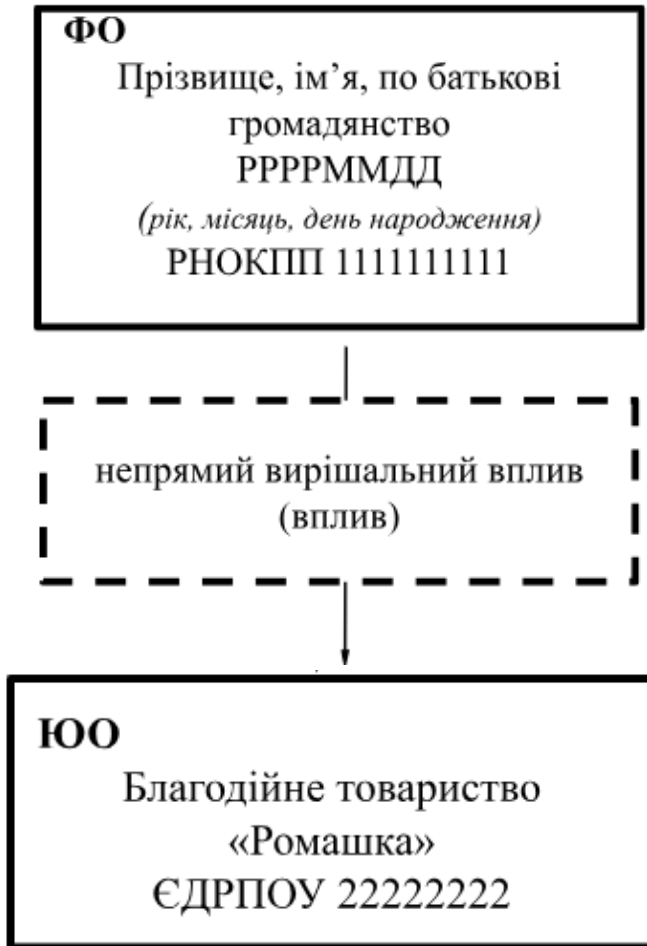 ФО
Прізвище, ім’я, по батькові
громадянство
РРРРММДД
(рік, місяць, день народження)
РНОКПП 1111111111
непрямий вирішальний вплив
(вплив)
ЮО
Благодійне товариство
«Ромашка»
ЄДРПОУ 22222222